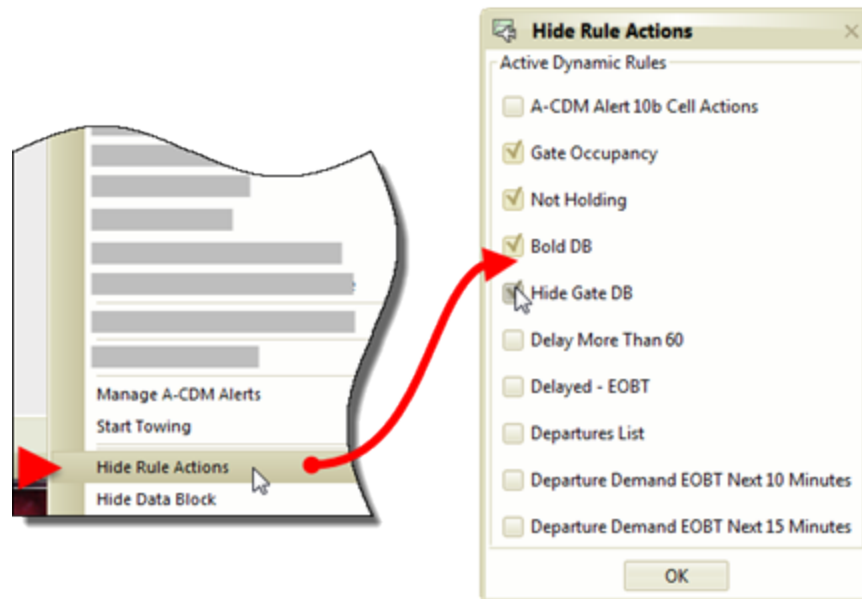 Manage A-CDM Alerts
Start Towing
Hide Rule Actions
Hide Data Block
Hide Rule Actions
Active Dynamic Rules
A-CDM Alert 10b Cell Actions
Gate Occupancy
Not Holding
Bold DB
Hide Gate DB
Delay More Than 60
Delayed - EOBT
Departures List
Departure Demand EOBT Next 10 Minutes
Departure Demand EOBT Next 15 Minutes
OK